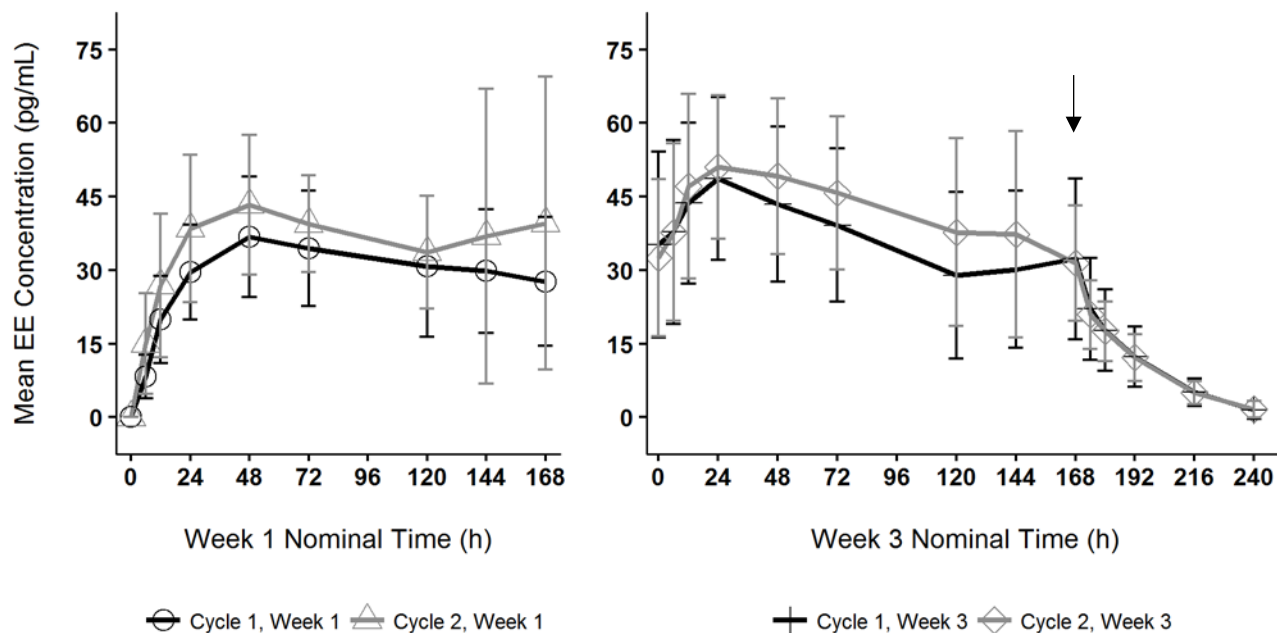 Mean EE Concentration (pg/mL)
75
60
45
30
15
0
0 24 48 72 96 120 144 168
Week 1 Nominal Time (h)
Cycle 1, Week 1 Cycle 2, Week 1
75
60
45
30
15
0
0 24 48 72 96 120 144 168 192 216 240
Week 3 Nominal Time (h)
Cycle 1, Week 3 Cycle 2, Week 3